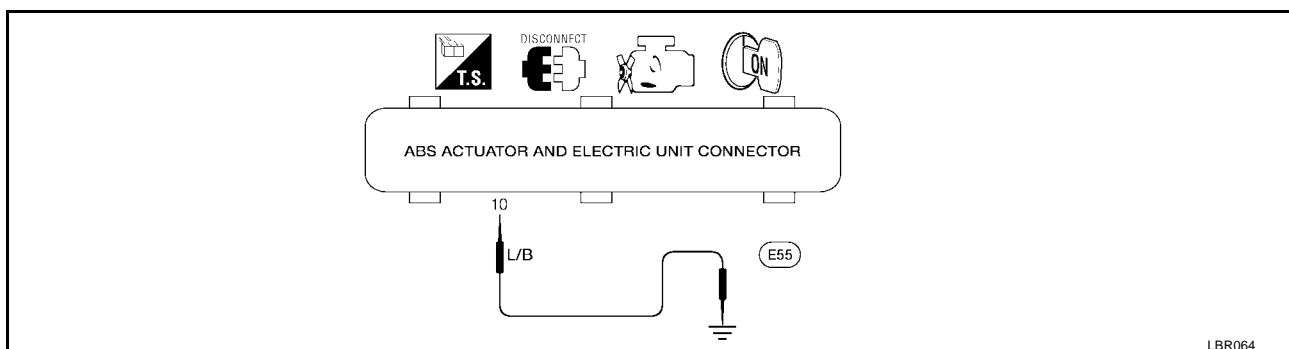 T.S.
DISCONNECT
ON
ABS ACTUATOR AND ELECTRIC UNIT CONNECTOR
10
L/B
E55
LBR064